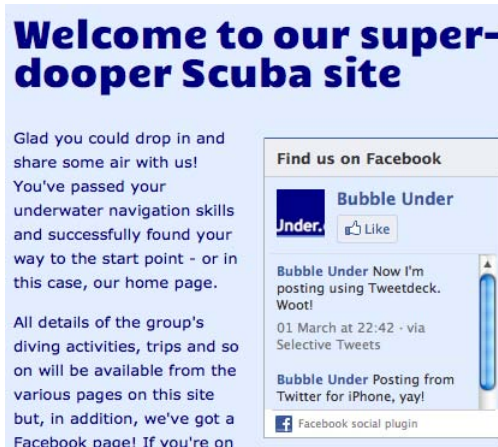 Welcome to our super-
dooper Scuba site
Glad you could drop in and
share some air with us!
You've passed your
underwater navigation skills
and successfully found your
way to the start point - or in
this case, our home page.
All details of the group's
diving activities, trips and so
on will be available from the
various pages on this site
but, in addition, we've got a
Facebook page! If you're on
Find us on Facebook
Under.
Bubble Under
Like
Bubble Under Now I'm
posting using Tweetdeck.
Woot!
01 March at 22:42 · via
Selective Tweets
Bubble Under Posting from
Twitter for iPhone, yay!
Facebook social plugin